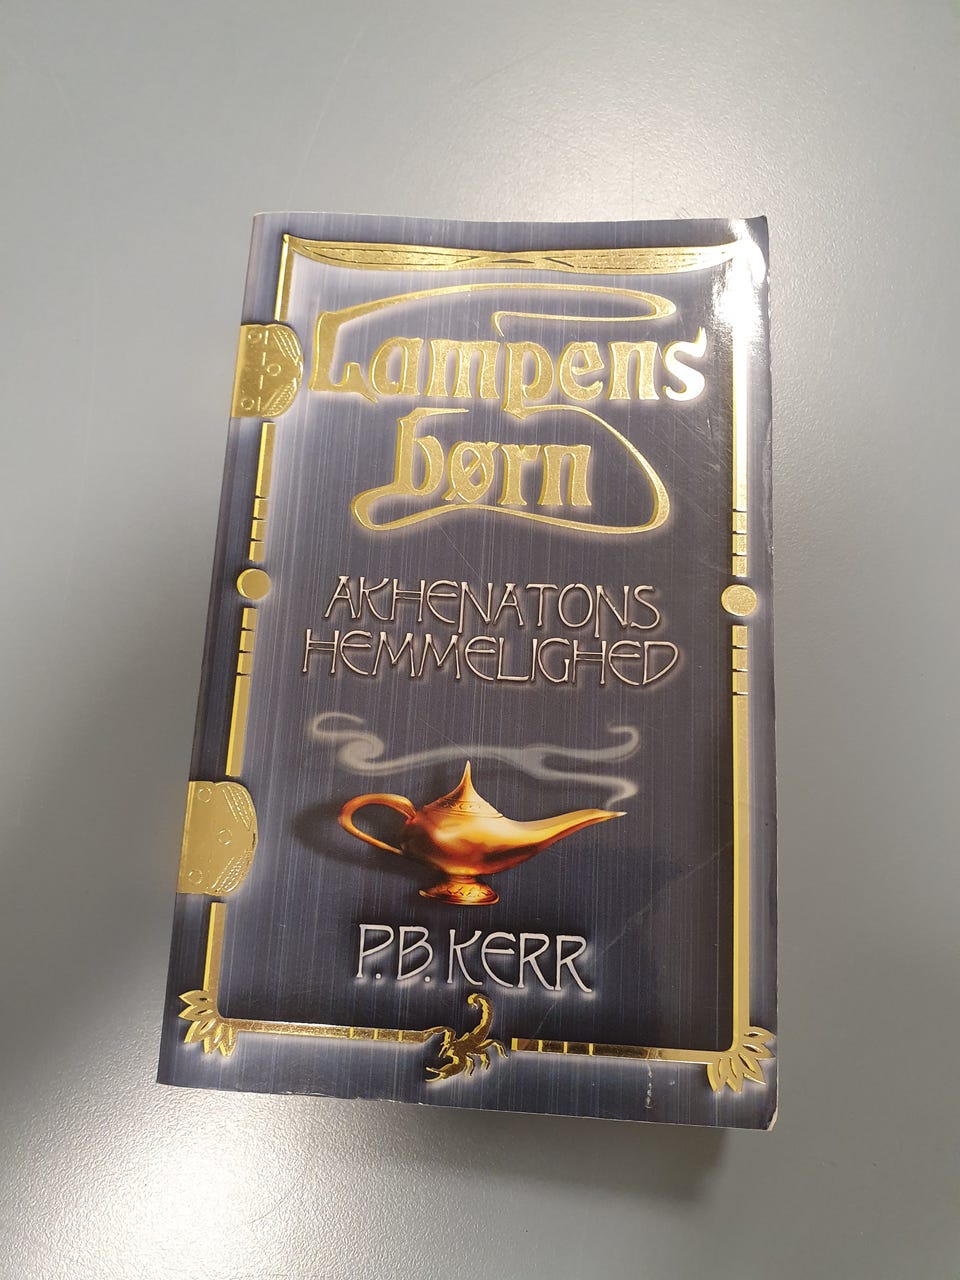 Lampens
børn
AKHENATONS
HEMMELIGHED
P.B. KERR